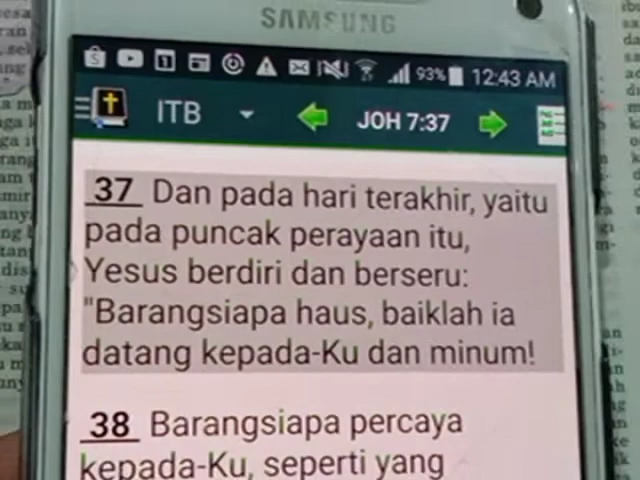 SAMSUNG
93% 12:43 AM
ITB JOH 7:37
37 Dan pada hari terakhir, yaitu
pada puncak perayaan itu,
Yesus berdiri dan berseru:
"Barangsiapa haus, baiklah ia
datang kepada-Ku dan minum!
38 Barangsiapa percaya
kepada-Ku, seperti yang